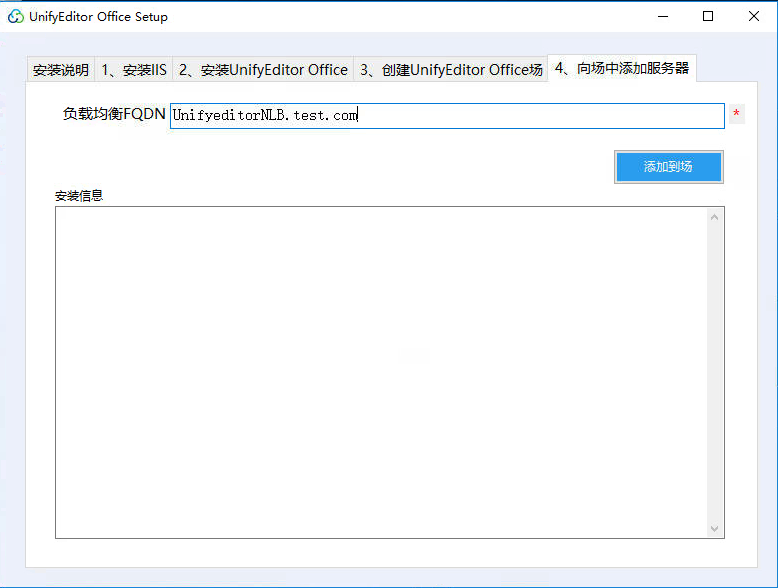 UnifyEditor Office Setup
安装说明
1、安装IIS
2、安装UnifyEditor Office
3、创建UnifyEditor Office场
4、向场中添加服务器
负载均衡FQDN
UnifyeditorNLB.test.com
*
添加到场
安装信息